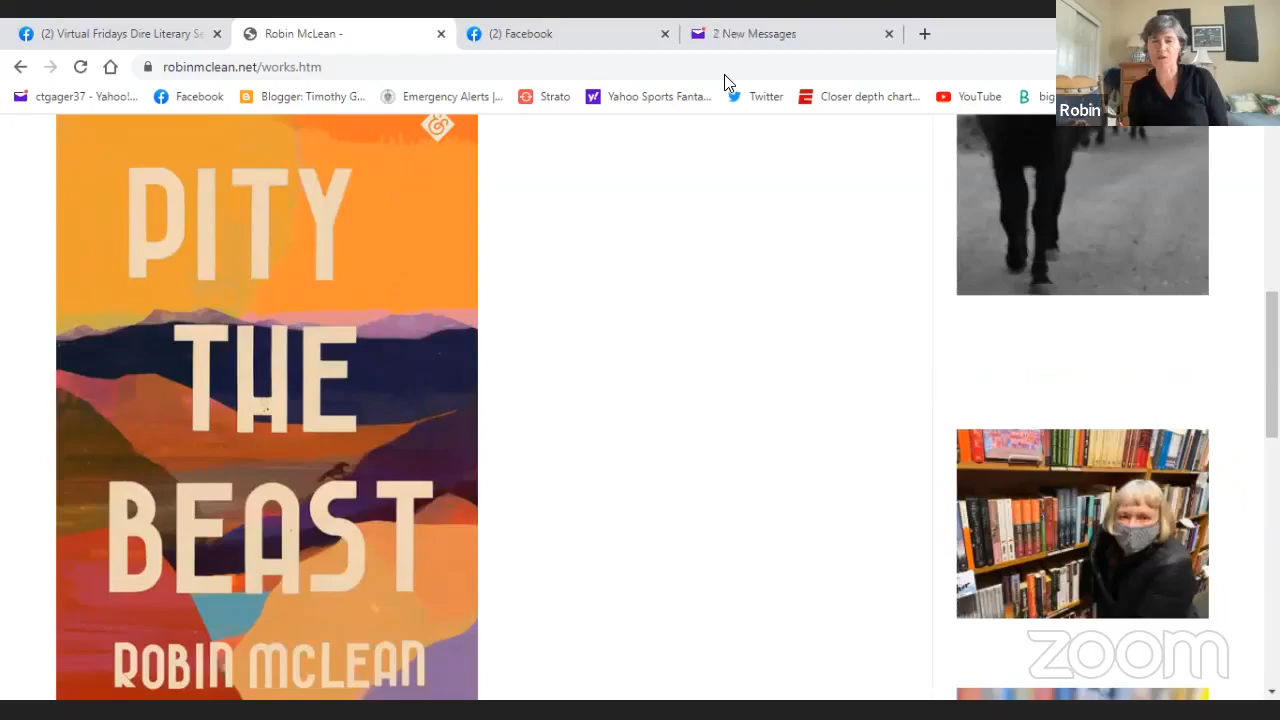 (2) Virtual Fridays Dire Literary Se
Robin McLean -
(2) Facebook
2 New Messages
robinmclean.net/works.htm
ctgager37 - Yahoo!...
Facebook
Blogger: Timothy G...
Emergency Alerts |...
Strato
Yahoo Sports Fanta...
Twitter
Closer depth chart...
YouTube
big
Robin
PITY
THE
BEAST
ROBIN MCLEAN
zoom